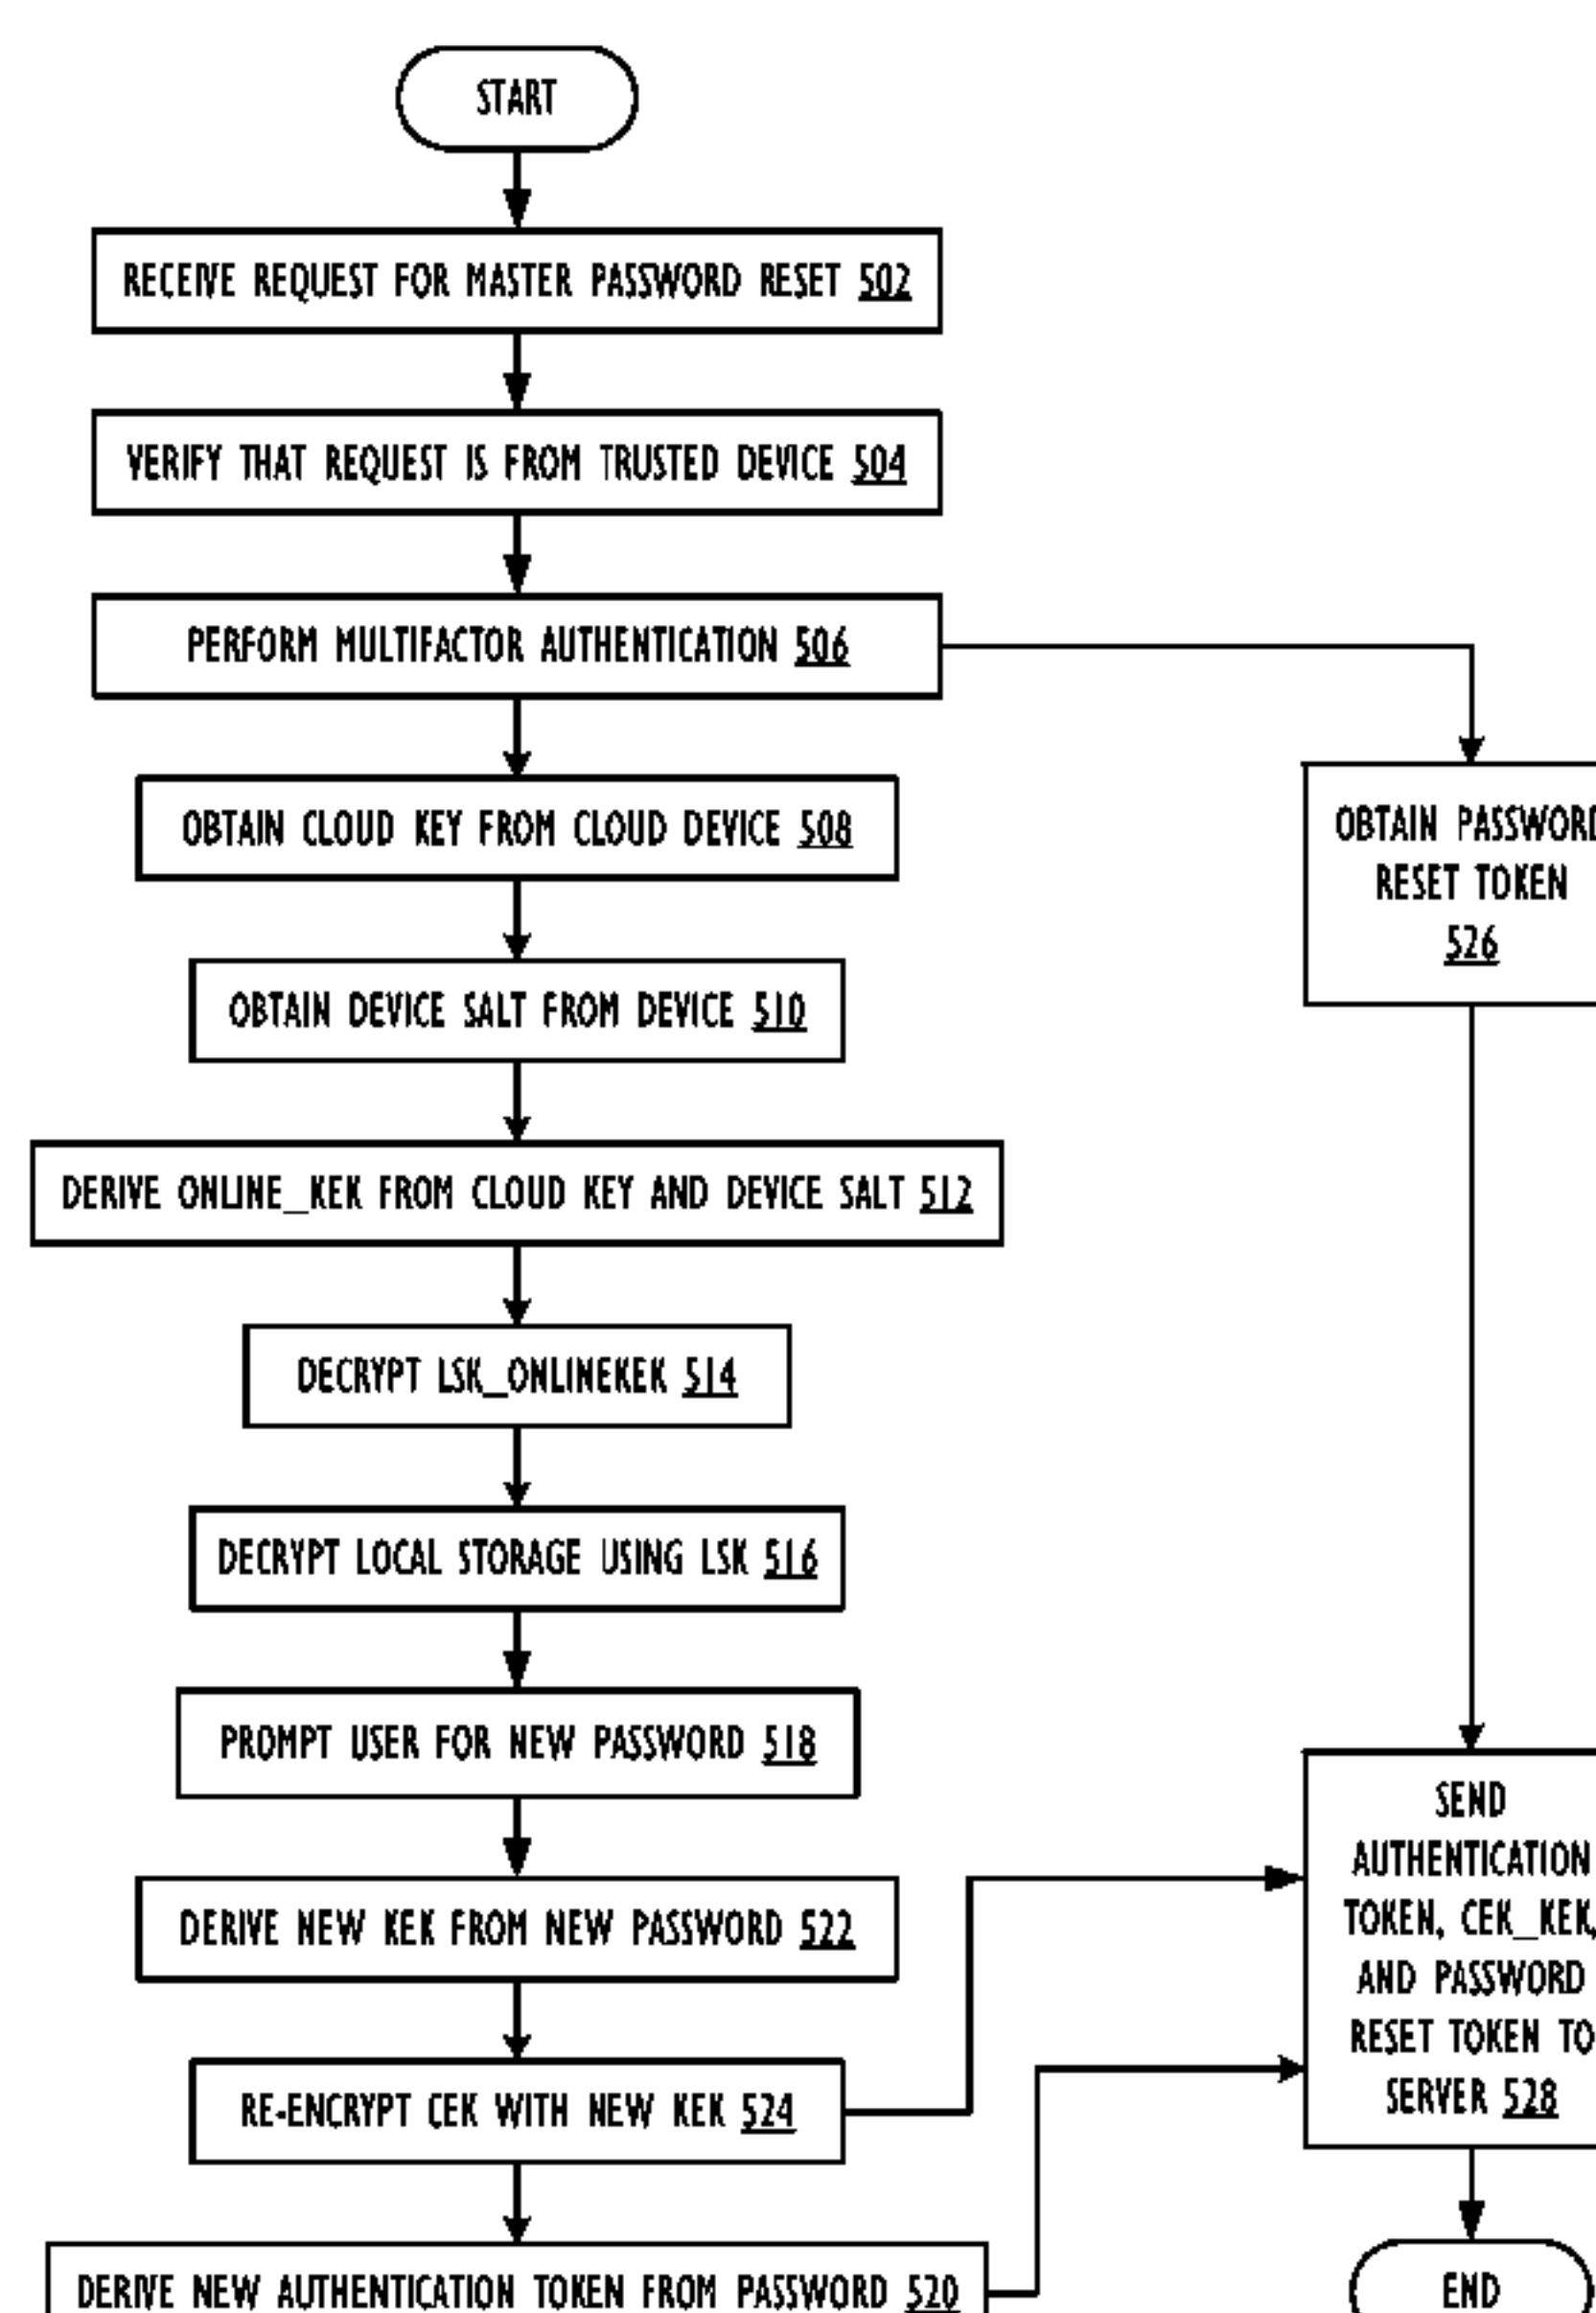 START
RECEIVE REQUEST FOR MASTER PASSWORD RESET 502
VERIFY THAT REQUEST IS FROM TRUSTED DEVICE 504
PERFORM MULTIFACTOR AUTHENTICATION 506
OBTAIN CLOUD KEY FROM CLOUD DEVICE 508
OBTAIN DEVICE SALT FROM DEVICE 510
DERIVE ONLINE_KEK FROM CLOUD KEY AND DEVICE SALT 512
DECRYPT LSK_ONLINEKEK 514
DECRYPT LOCAL STORAGE USING LSK 516
PROMPT USER FOR NEW PASSWORD 518
DERIVE NEW KEK FROM NEW PASSWORD 522
RE-ENCRYPT CEK WITH NEW KEK 524
DERIVE NEW AUTHENTICATION TOKEN FROM PASSWORD 520
OBTAIN PASSWORD
RESET TOKEN
526
SEND
AUTHENTICATION
TOKEN, CEK_KEK,
AND PASSWORD
RESET TOKEN TO
SERVER 528
END